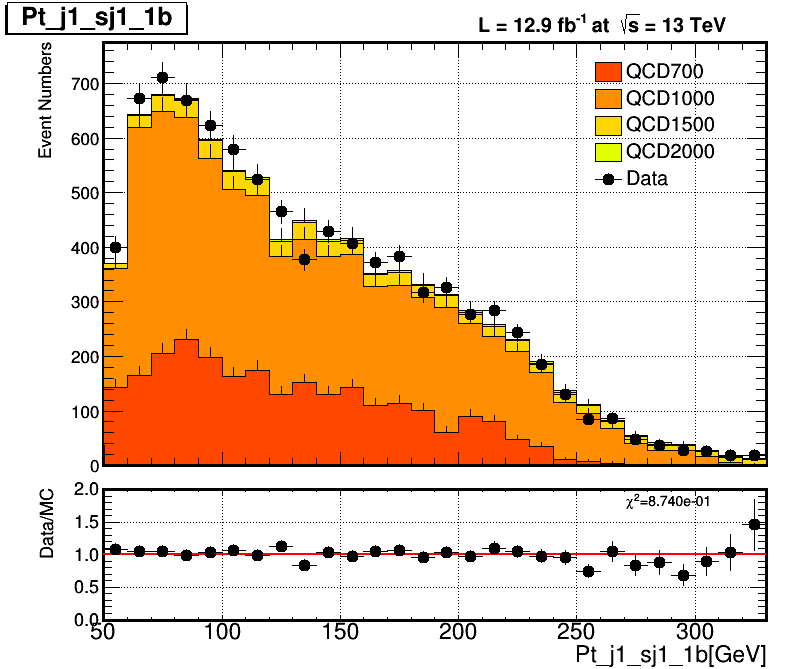 Pt_j1_sj1_1b
L = 12.9 fb⁻¹ at √s = 13 TeV
Event Numbers
700
600
500
400
300
200
100
0
QCD700
QCD1000
QCD1500
QCD2000
Data
Data/MC
2.0
1.5
1.0
0.5
0.0
χ²=8.740e-01
50
100
150
200
250
300
Pt_j1_sj1_1b[GeV]